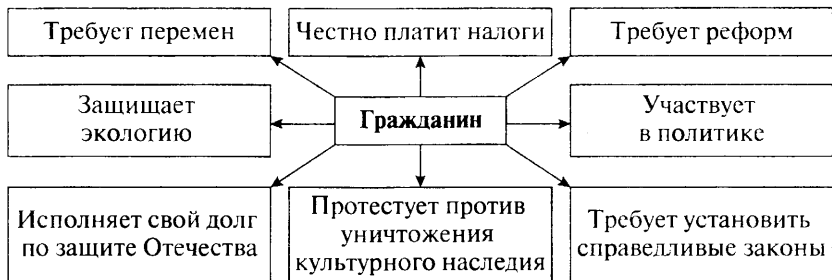 Требует перемен
Честно платит налоги
Требует реформ
Защищает
экологию
Гражданин
Участвует
в политике
Исполняет свой долг
по защите Отечества
Протестует против
уничтожения
культурного наследия
Требует установить
справедливые законы